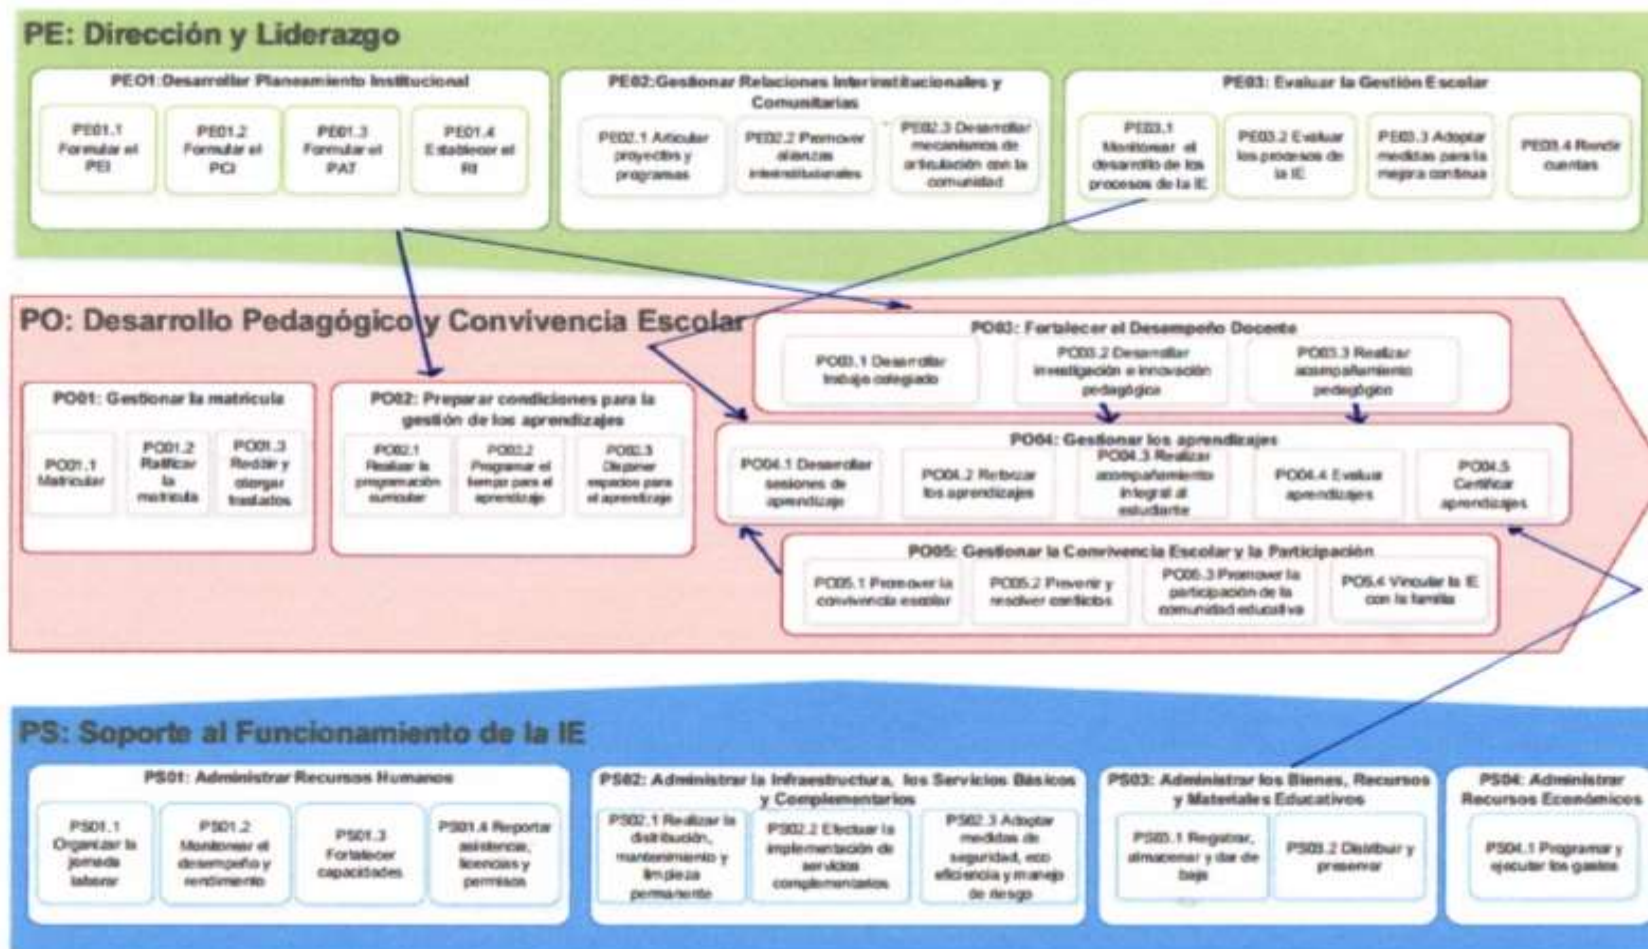 PE: Dirección y Liderazgo
PE01:Desarrollar Planeamiento Institucional
PE01.1
Formular el
PEI
PE01.2
Formular el
PCI
PE01.3
Formular el
PAT
PE01.4
Establecer el
RI
PE02:Gestionar Relaciones Interinstitucionales y
Comunitarias
PE02.1 Articular
proyectos y
programas
PE02.2 Promover
alianzas
interinstitucionales
PE02.3 Desarrollar
mecanismos de
articulación con la
comunidad
PE03: Evaluar la Gestión Escolar
PE03.1
Monitorear el
desarrollo de los
procesos de la IE
PE03.2 Evaluar
los procesos de
la IE
PE03.3 Adoptar
medidas para la
mejora continua
PE03.4 Rendir
cuentas
PO: Desarrollo Pedagógico y Convivencia Escolar
PO03: Fortalecer el Desempeño Docente
PO03.1 Desarrollar
trabajo colegiado
PO03.2 Desarrollar
investigación e innovación
pedagógica
PO03.3 Realizar
acompañamiento
pedagógico
PO01: Gestionar la matricula
PO01.1
Matricular
PO01.2
Ratificar
la
matricula
PO01.3
Recibir y
otorgar
traslados
PO02: Preparar condiciones para la
gestión de los aprendizajes
PO02.1
Realizar la
programación
curricular
PO02.2
Programar el
tiempo para el
aprendizaje
PO02.3
Disponer
espacios para
el aprendizaje
PO04: Gestionar los aprendizajes
PO04.1 Desarrollar
sesiones de
aprendizaje
PO04.2 Reforzar
los aprendizajes
PO04.3 Realizar
acompañamiento
integral al
estudiante
PO04.4 Evaluar
aprendizajes
PO04.5
Certificar
aprendizajes
PO05: Gestionar la Convivencia Escolar y la Participación
PO05.1 Promover la
convivencia escolar
PO05.2 Prevenir y
resolver conflictos
PO05.3 Promover la
participación de la
comunidad educativa
PO5.4 Vincular la IE
con la familia
PS: Soporte al Funcionamiento de la IE
PS01: Administrar Recursos Humanos
PS01.1
Organizar la
jornada
laboral
PS01.2
Monitorear el
desempeño y
rendimiento
PS01.3
Fortalecer
capacidades
PS01.4 Reportar
asistencia,
licencias y
permisos
PS02: Administrar la Infraestructura, los Servicios Básicos
y Complementarios
PS02.1 Realizar la
distribución,
mantenimiento y
limpieza
permanente
PS02.2 Efectuar la
implementación de
servicios
complementarios
PS02.3 Adoptar
medidas de
seguridad, eco
eficiencia y manejo
de riesgo
PS03: Administrar los Bienes, Recursos
y Materiales Educativos
PS03.1 Registrar,
almacenar y dar de
baja
PS03.2 Distribuir y
preservar
PS04: Administrar
Recursos Económicos
PS04.1 Programar y
ejecutar los gastos